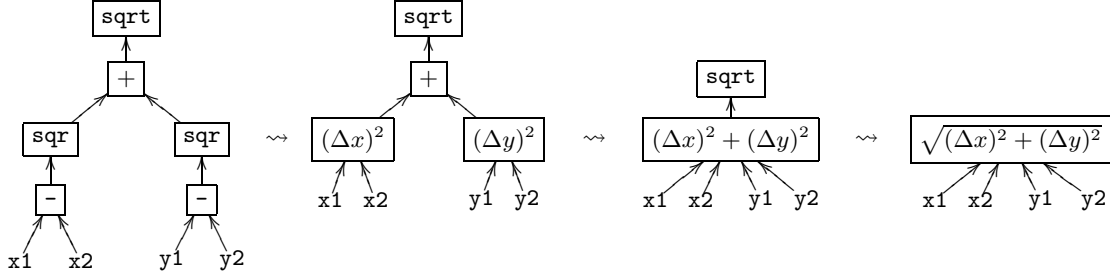 sqrt sqrt
+ + sqrt
sqr sqr ⇝ (Δx)² (Δy)² ⇝ (Δx)² + (Δy)² ⇝ √(Δx)² + (Δy)²
- - x1 x2 y1 y2 x1 x2 y1 y2 x1 x2 y1 y2
x1 x2 y1 y2